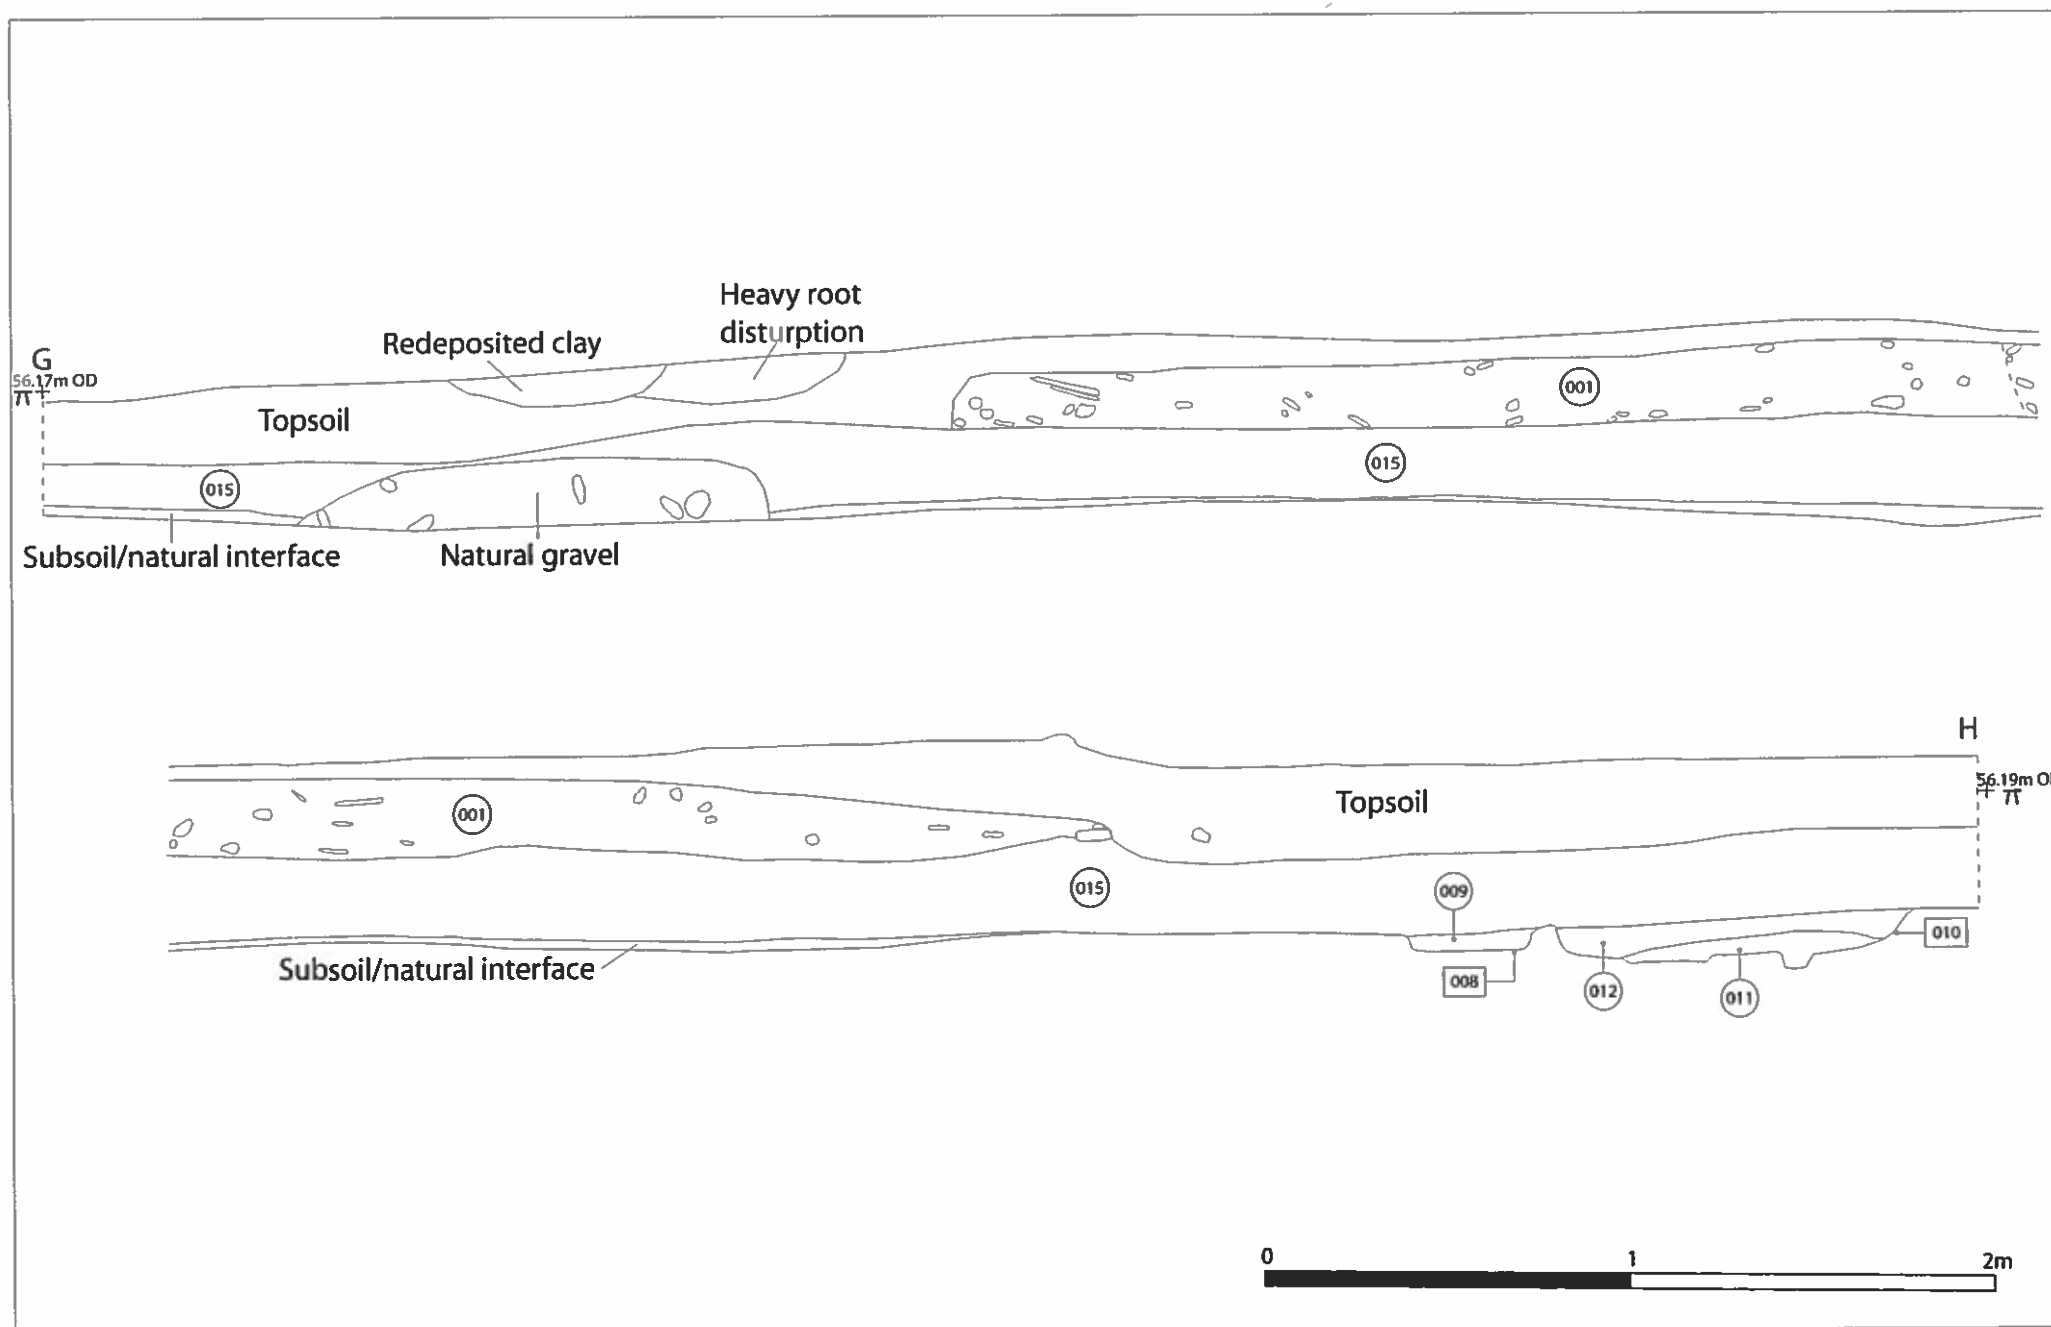 Heavy root
disturption
Redeposited clay
G
56.17m OD
Topsoil
001
015
015
Subsoil/natural interface
Natural gravel
H
56.19m O
Topsoil
001
015
009
010
Subsoil/natural interface
008
012
011
0 1 2m